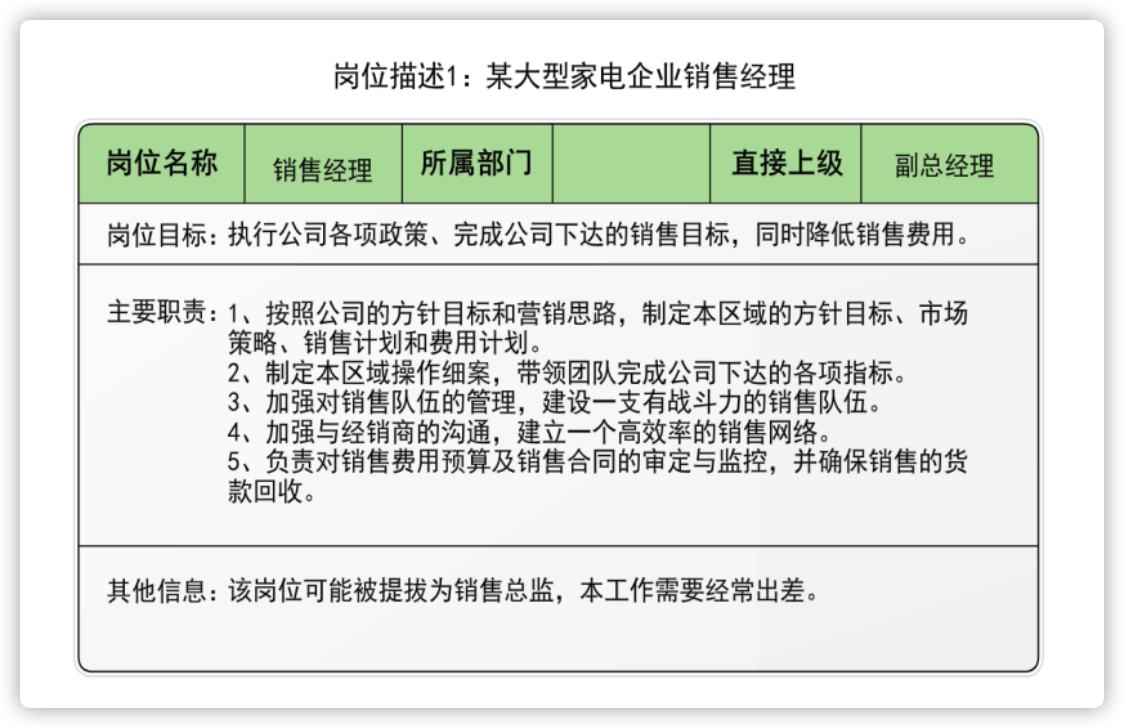 岗位描述1：某大型家电企业销售经理
岗位名称 销售经理 所属部门 直接上级 副总经理
岗位目标：执行公司各项政策、完成公司下达的销售目标，同时降低销售费用。
主要职责：1、按照公司的方针目标和营销思路，制定本区域的方针目标、市场
策略、销售计划和费用计划。
2、制定本区域操作细案，带领团队完成公司下达的各项指标。
3、加强对销售队伍的管理，建设一支有战斗力的销售队伍。
4、加强与经销商的沟通，建立一个高效率的销售网络。
5、负责对销售费用预算及销售合同的审定与监控，并确保销售的货
款回收。
其他信息：该岗位可能被提拔为销售总监，本工作需要经常出差。